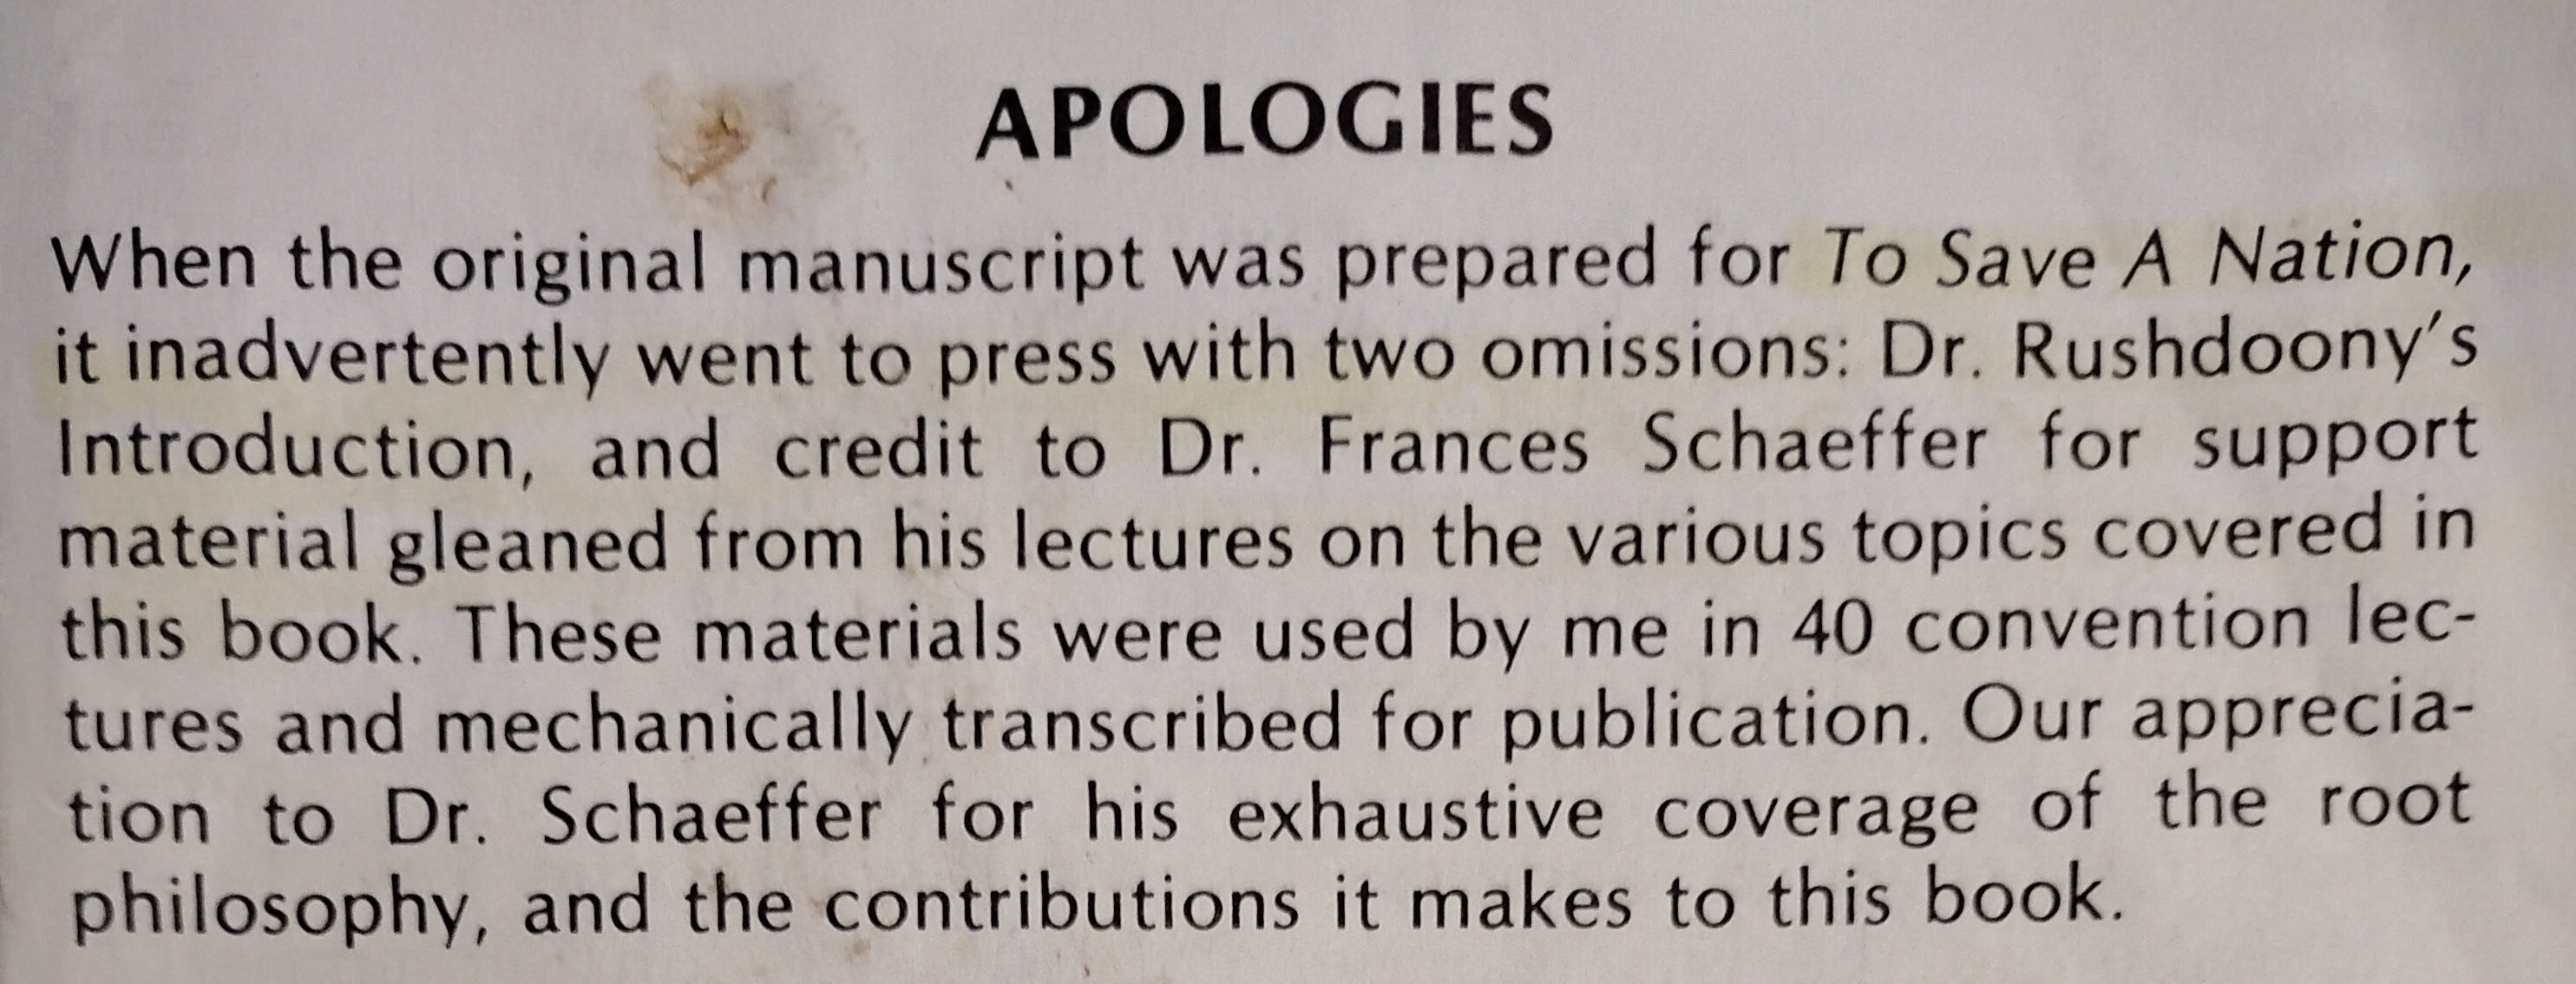 APOLOGIES
When the original manuscript was prepared for To Save A Nation,
it inadvertently went to press with two omissions: Dr. Rushdoony's
Introduction, and credit to Dr. Frances Schaeffer for support
material gleaned from his lectures on the various topics covered in
this book. These materials were used by me in 40 convention lec-
tures and mechanically transcribed for publication. Our apprecia-
tion to Dr. Schaeffer for his exhaustive coverage of the root
philosophy, and the contributions it makes to this book.